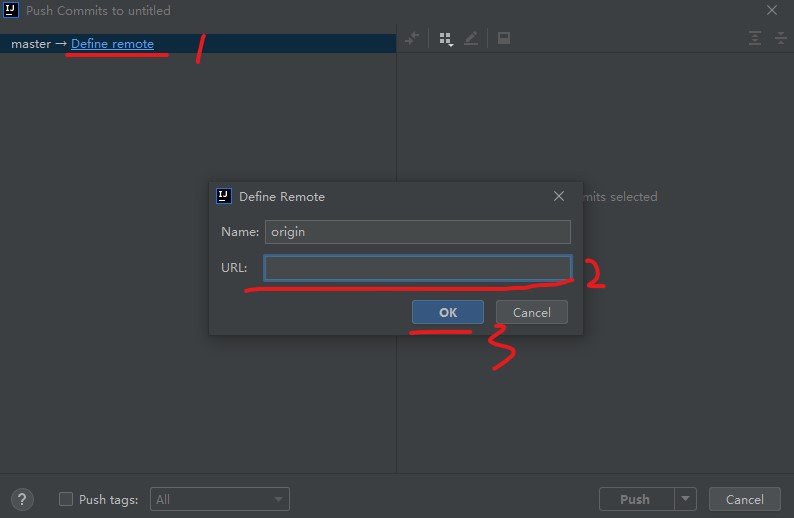 IJ Push Commits to untitled
master → Define remote
1
mits selected
IJ Define Remote
Name: origin
URL:
2
OK Cancel
3
? Push tags: All Push Cancel